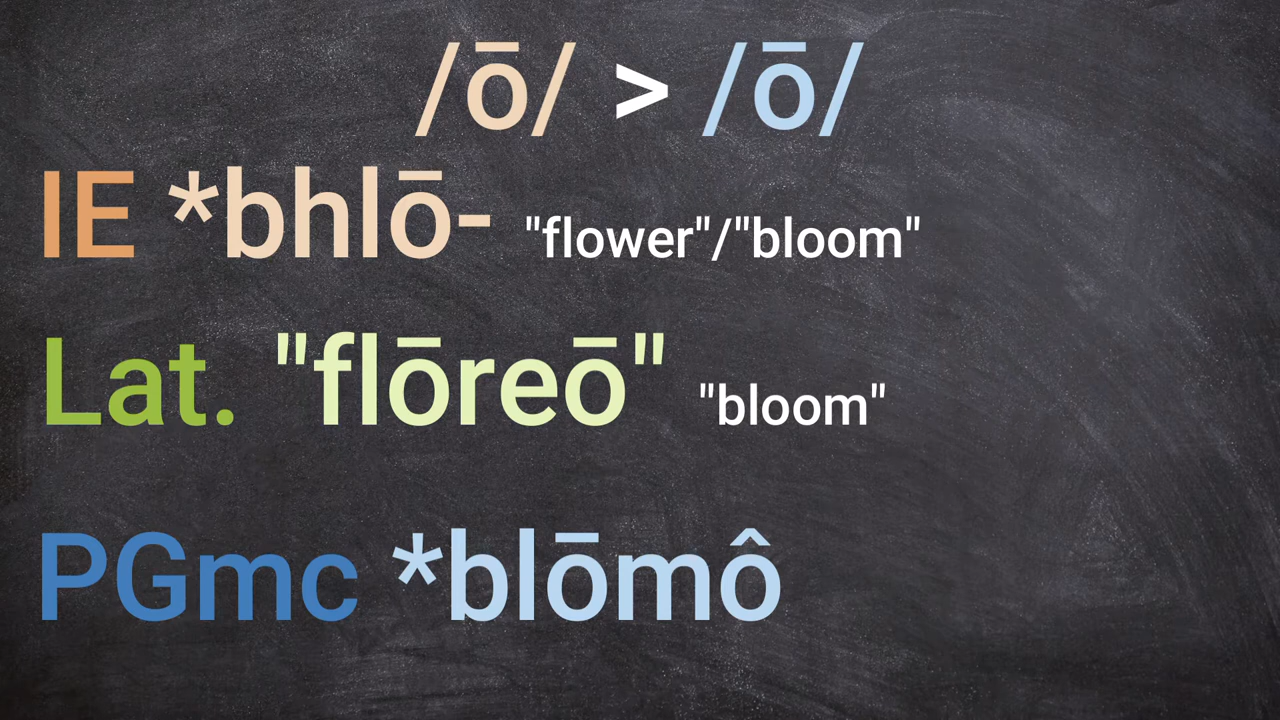 /ō/ > /ō/
IE *bhlō- "flower"/"bloom"
Lat. "flōreō" "bloom"
PGmc *blōmô